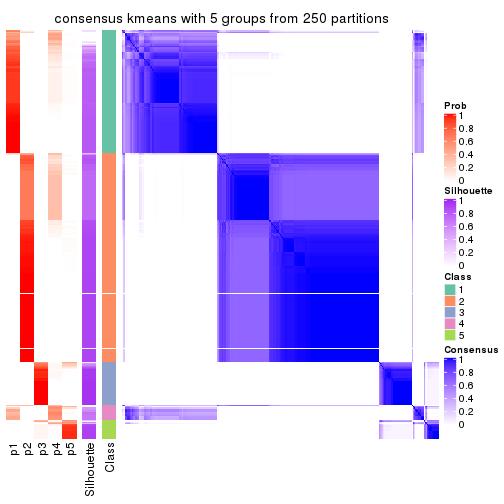 consensus kmeans with 5 groups from 250 partitions
Prob
1
0.8
0.6
0.4
0.2
0
Silhouette
1
0.8
0.6
0.4
0.2
0
Class
1
2
3
4
5
Consensus
1
0.8
0.6
0.4
0.2
0
p1
p2
p3
p4
p5
Silhouette
Class